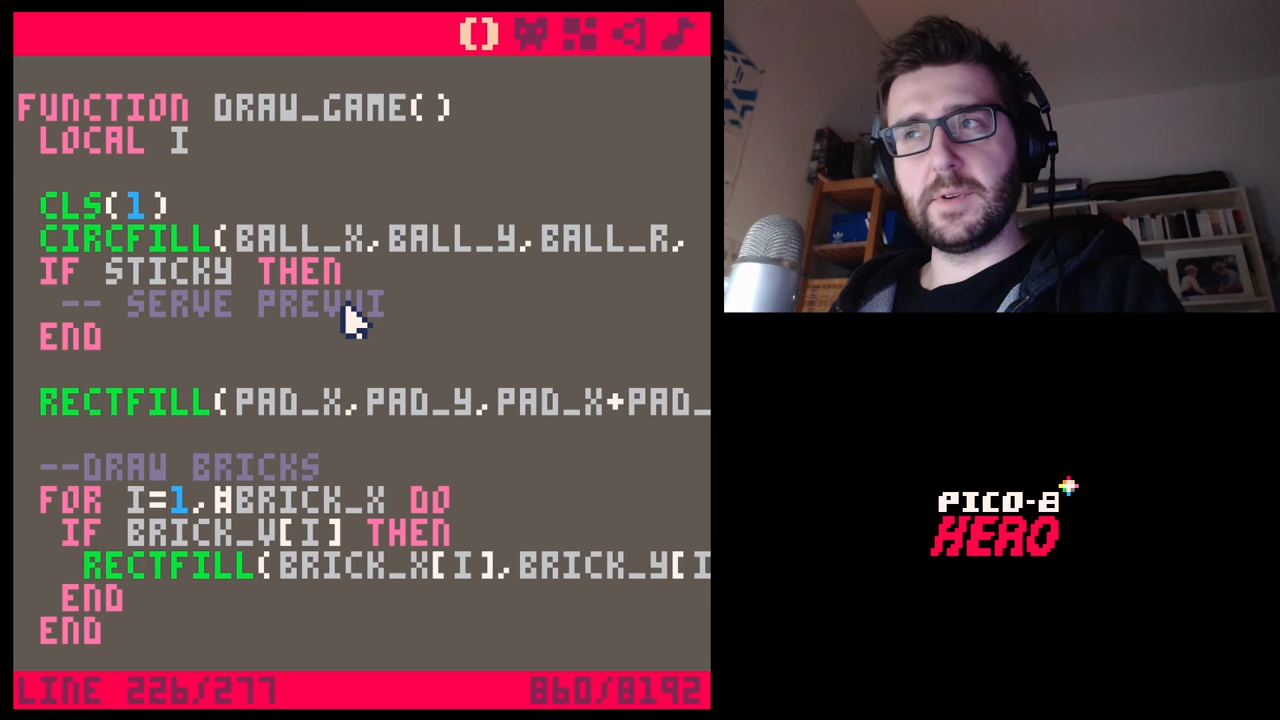 FUNCTION DRAW_GAME()
LOCAL I
CLS(1)
CIRCFILL(BALL_X,BALL_Y,BALL_R,
IF STICKY THEN
-- SERVE PREVUI
END
RECTFILL(PAD_X,PAD_Y,PAD_X+PAD_
--DRAW BRICKS
FOR I=1,#BRICK_X DO
IF BRICK_V[I] THEN
RECTFILL(BRICK_X[I],BRICK_Y[I
END
END
LINE 226/277
860/8192
PICO-8
HERO